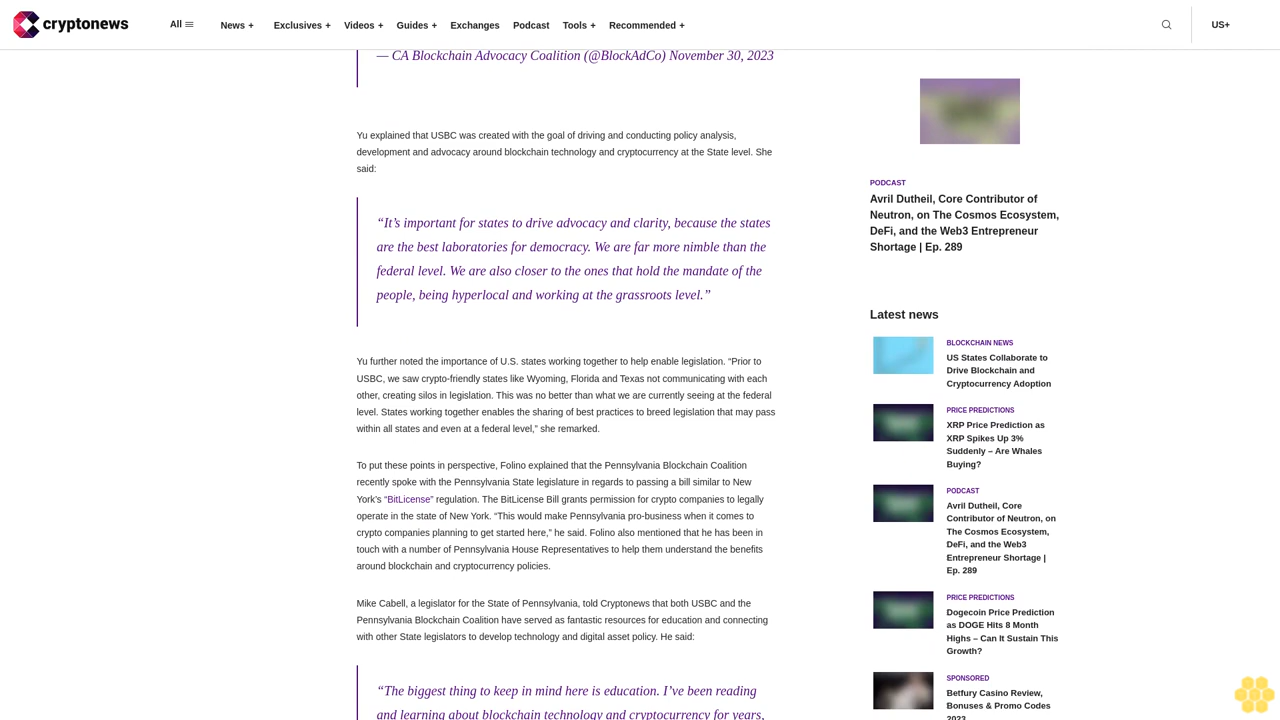 cryptonews
All
News +
Exclusives +
Videos +
Guides +
Exchanges
Podcast
Tools +
Recommended +
US+
— CA Blockchain Advocacy Coalition (@BlockAdCo) November 30, 2023
Yu explained that USBC was created with the goal of driving and conducting policy analysis,
development and advocacy around blockchain technology and cryptocurrency at the State level. She
said:
“It’s important for states to drive advocacy and clarity, because the states
are the best laboratories for democracy. We are far more nimble than the
federal level. We are also closer to the ones that hold the mandate of the
people, being hyperlocal and working at the grassroots level.”
Yu further noted the importance of U.S. states working together to help enable legislation. “Prior to
USBC, we saw crypto-friendly states like Wyoming, Florida and Texas not communicating with each
other, creating silos in legislation. This was no better than what we are currently seeing at the federal
level. States working together enables the sharing of best practices to breed legislation that may pass
within all states and even at a federal level,” she remarked.
To put these points in perspective, Folino explained that the Pennsylvania Blockchain Coalition
recently spoke with the Pennsylvania State legislature in regards to passing a bill similar to New
York’s “BitLicense” regulation. The BitLicense Bill grants permission for crypto companies to legally
operate in the state of New York. “This would make Pennsylvania pro-business when it comes to
crypto companies planning to get started here,” he said. Folino also mentioned that he has been in
touch with a number of Pennsylvania House Representatives to help them understand the benefits
around blockchain and cryptocurrency policies.
Mike Cabell, a legislator for the State of Pennsylvania, told Cryptonews that both USBC and the
Pennsylvania Blockchain Coalition have served as fantastic resources for education and connecting
with other State legislators to develop technology and digital asset policy. He said:
“The biggest thing to keep in mind here is education. I’ve been reading
and learning about blockchain technology and cryptocurrency for years,
PODCAST
Avril Dutheil, Core Contributor of
Neutron, on The Cosmos Ecosystem,
DeFi, and the Web3 Entrepreneur
Shortage | Ep. 289
Latest news
BLOCKCHAIN NEWS
US States Collaborate to
Drive Blockchain and
Cryptocurrency Adoption
PRICE PREDICTIONS
XRP Price Prediction as
XRP Spikes Up 3%
Suddenly – Are Whales
Buying?
PODCAST
Avril Dutheil, Core
Contributor of Neutron, on
The Cosmos Ecosystem,
DeFi, and the Web3
Entrepreneur Shortage |
Ep. 289
PRICE PREDICTIONS
Dogecoin Price Prediction
as DOGE Hits 8 Month
Highs – Can It Sustain This
Growth?
SPONSORED
Betfury Casino Review,
Bonuses & Promo Codes
2023